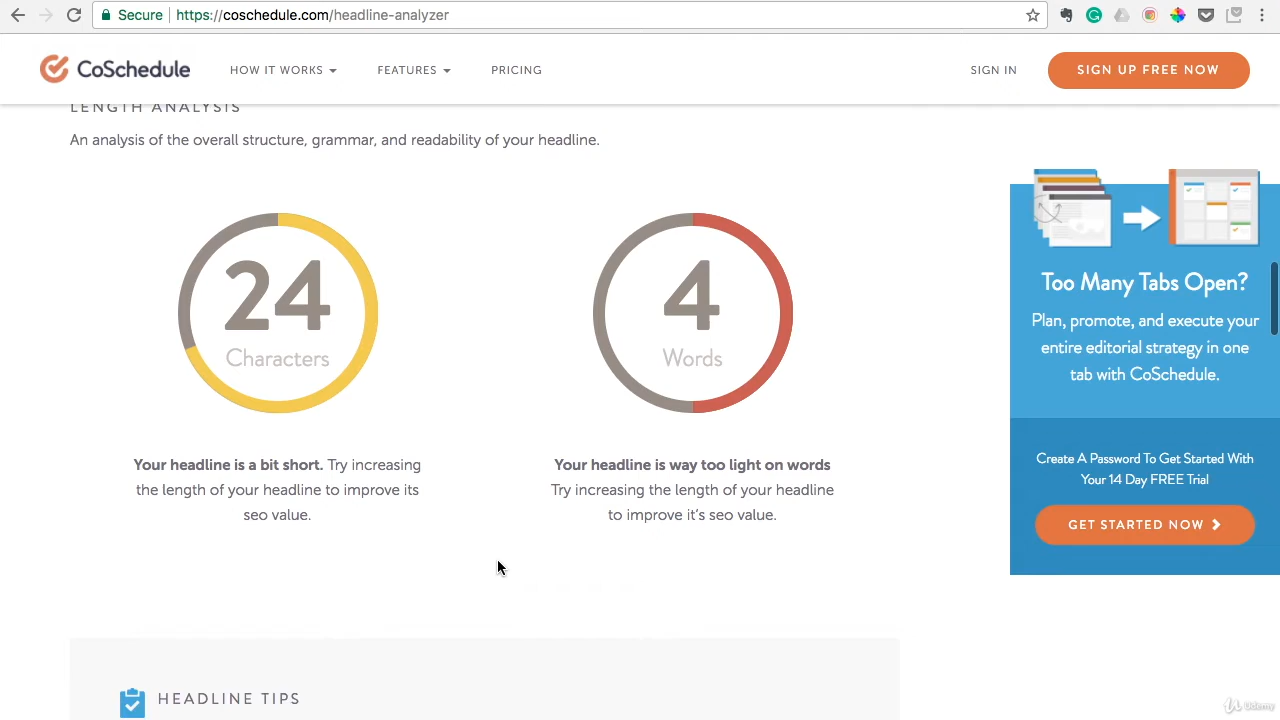 Secure https://coschedule.com/headline-analyzer
CoSchedule HOW IT WORKS FEATURES PRICING SIGN IN SIGN UP FREE NOW
LENGTH ANALYSIS
An analysis of the overall structure, grammar, and readability of your headline.
24
Characters
Your headline is a bit short. Try increasing
the length of your headline to improve its
seo value.
4
Words
Your headline is way too light on words
Try increasing the length of your headline
to improve it's seo value.
Too Many Tabs Open?
Plan, promote, and execute your
entire editorial strategy in one
tab with CoSchedule.
Create A Password To Get Started With
Your 14 Day FREE Trial
GET STARTED NOW
HEADLINE TIPS
Udemy